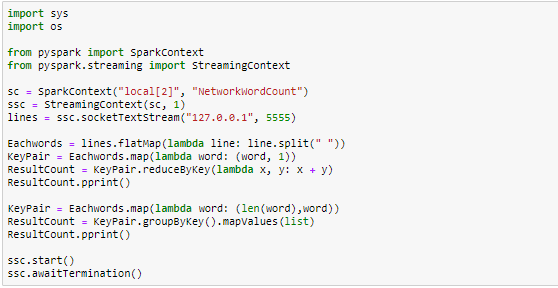 import sys
import os

from pyspark import SparkContext
from pyspark.streaming import StreamingContext

sc = SparkContext("local[2]", "NetworkWordCount")
ssc = StreamingContext(sc, 1)
lines = ssc.socketTextStream("127.0.0.1", 5555)

Eachwords = lines.flatMap(lambda line: line.split(" "))
KeyPair = Eachwords.map(lambda word: (word, 1))
ResultCount = KeyPair.reduceByKey(lambda x, y: x + y)
ResultCount.pprint()

KeyPair = Eachwords.map(lambda word: (len(word),word))
ResultCount = KeyPair.groupByKey().mapValues(list)
ResultCount.pprint()

ssc.start()
ssc.awaitTermination()